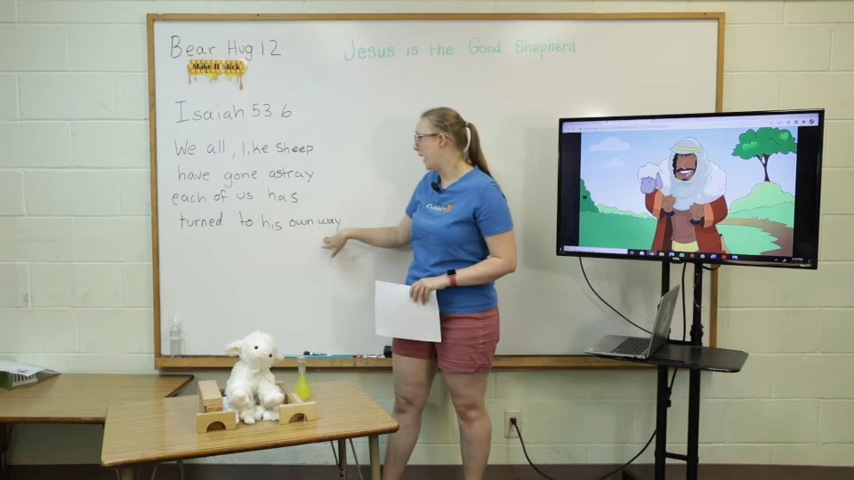 Bear Hug 12
Jesus is the Good Shepherd
Make It Stick
Isaiah 53 6
We all, like sheep
have gone astray
each of us has
turned to his own way